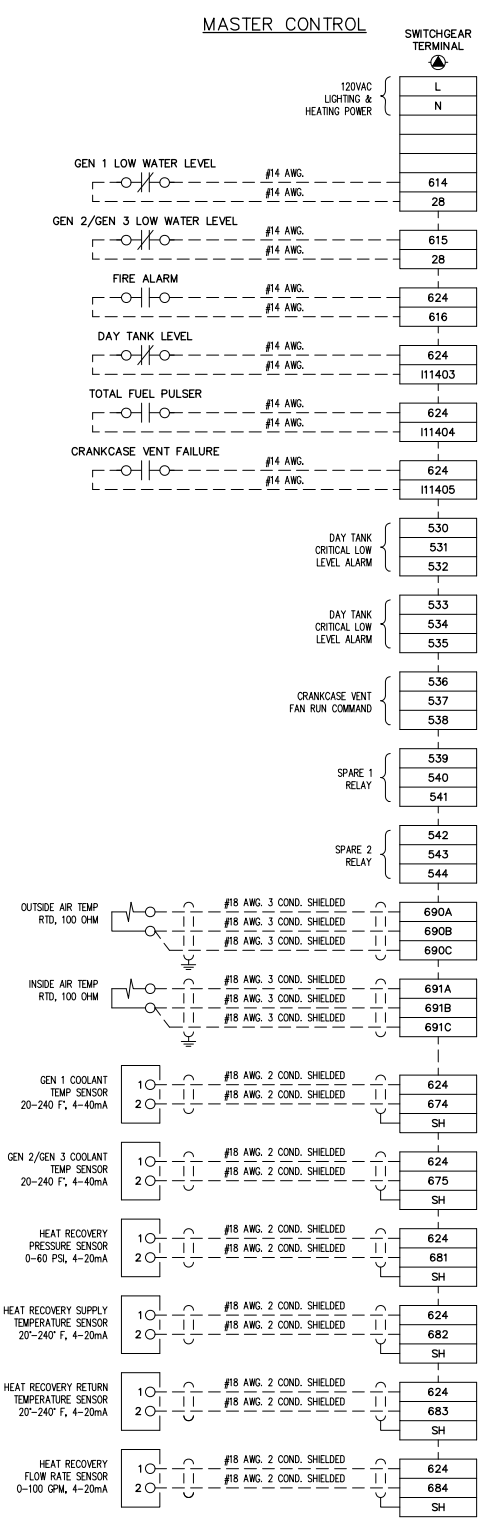 MASTER CONTROL
SWITCHGEAR
TERMINAL
120VAC
LIGHTING &
HEATING POWER
L
N
GEN 1 LOW WATER LEVEL
#14 AWG.
#14 AWG.
614
28
GEN 2/GEN 3 LOW WATER LEVEL
#14 AWG.
#14 AWG.
615
28
FIRE ALARM
#14 AWG.
#14 AWG.
624
616
DAY TANK LEVEL
#14 AWG.
#14 AWG.
624
I11403
TOTAL FUEL PULSER
#14 AWG.
#14 AWG.
624
I11404
CRANKCASE VENT FAILURE
#14 AWG.
#14 AWG.
624
I11405
DAY TANK
CRITICAL LOW
LEVEL ALARM
530
531
532
DAY TANK
CRITICAL LOW
LEVEL ALARM
533
534
535
CRANKCASE VENT
FAN RUN COMMAND
536
537
538
SPARE 1
RELAY
539
540
541
SPARE 2
RELAY
542
543
544
OUTSIDE AIR TEMP
RTD, 100 OHM
#18 AWG. 3 COND. SHIELDED
#18 AWG. 3 COND. SHIELDED
#18 AWG. 3 COND. SHIELDED
690A
690B
690C
INSIDE AIR TEMP
RTD, 100 OHM
#18 AWG. 3 COND. SHIELDED
#18 AWG. 3 COND. SHIELDED
#18 AWG. 3 COND. SHIELDED
691A
691B
691C
GEN 1 COOLANT
TEMP SENSOR
20-240 F°, 4-40mA
1
2
#18 AWG. 2 COND. SHIELDED
#18 AWG. 2 COND. SHIELDED
624
674
SH
GEN 2/GEN 3 COOLANT
TEMP SENSOR
20-240 F°, 4-40mA
1
2
#18 AWG. 2 COND. SHIELDED
#18 AWG. 2 COND. SHIELDED
624
675
SH
HEAT RECOVERY
PRESSURE SENSOR
0-60 PSI, 4-20mA
1
2
#18 AWG. 2 COND. SHIELDED
#18 AWG. 2 COND. SHIELDED
624
681
SH
HEAT RECOVERY SUPPLY
TEMPERATURE SENSOR
20°-240° F, 4-20mA
1
2
#18 AWG. 2 COND. SHIELDED
#18 AWG. 2 COND. SHIELDED
624
682
SH
HEAT RECOVERY RETURN
TEMPERATURE SENSOR
20°-240° F, 4-20mA
1
2
#18 AWG. 2 COND. SHIELDED
#18 AWG. 2 COND. SHIELDED
624
683
SH
HEAT RECOVERY
FLOW RATE SENSOR
0-100 GPM, 4-20mA
1
2
#18 AWG. 2 COND. SHIELDED
#18 AWG. 2 COND. SHIELDED
624
684
SH